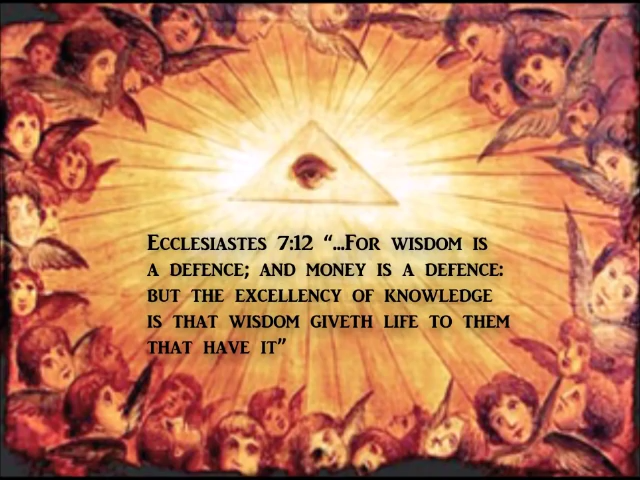 Ecclesiastes 7:12 “...For wisdom is
a defence; and money is a defence:
but the excellency of knowledge
is that wisdom giveth life to them
that have it”